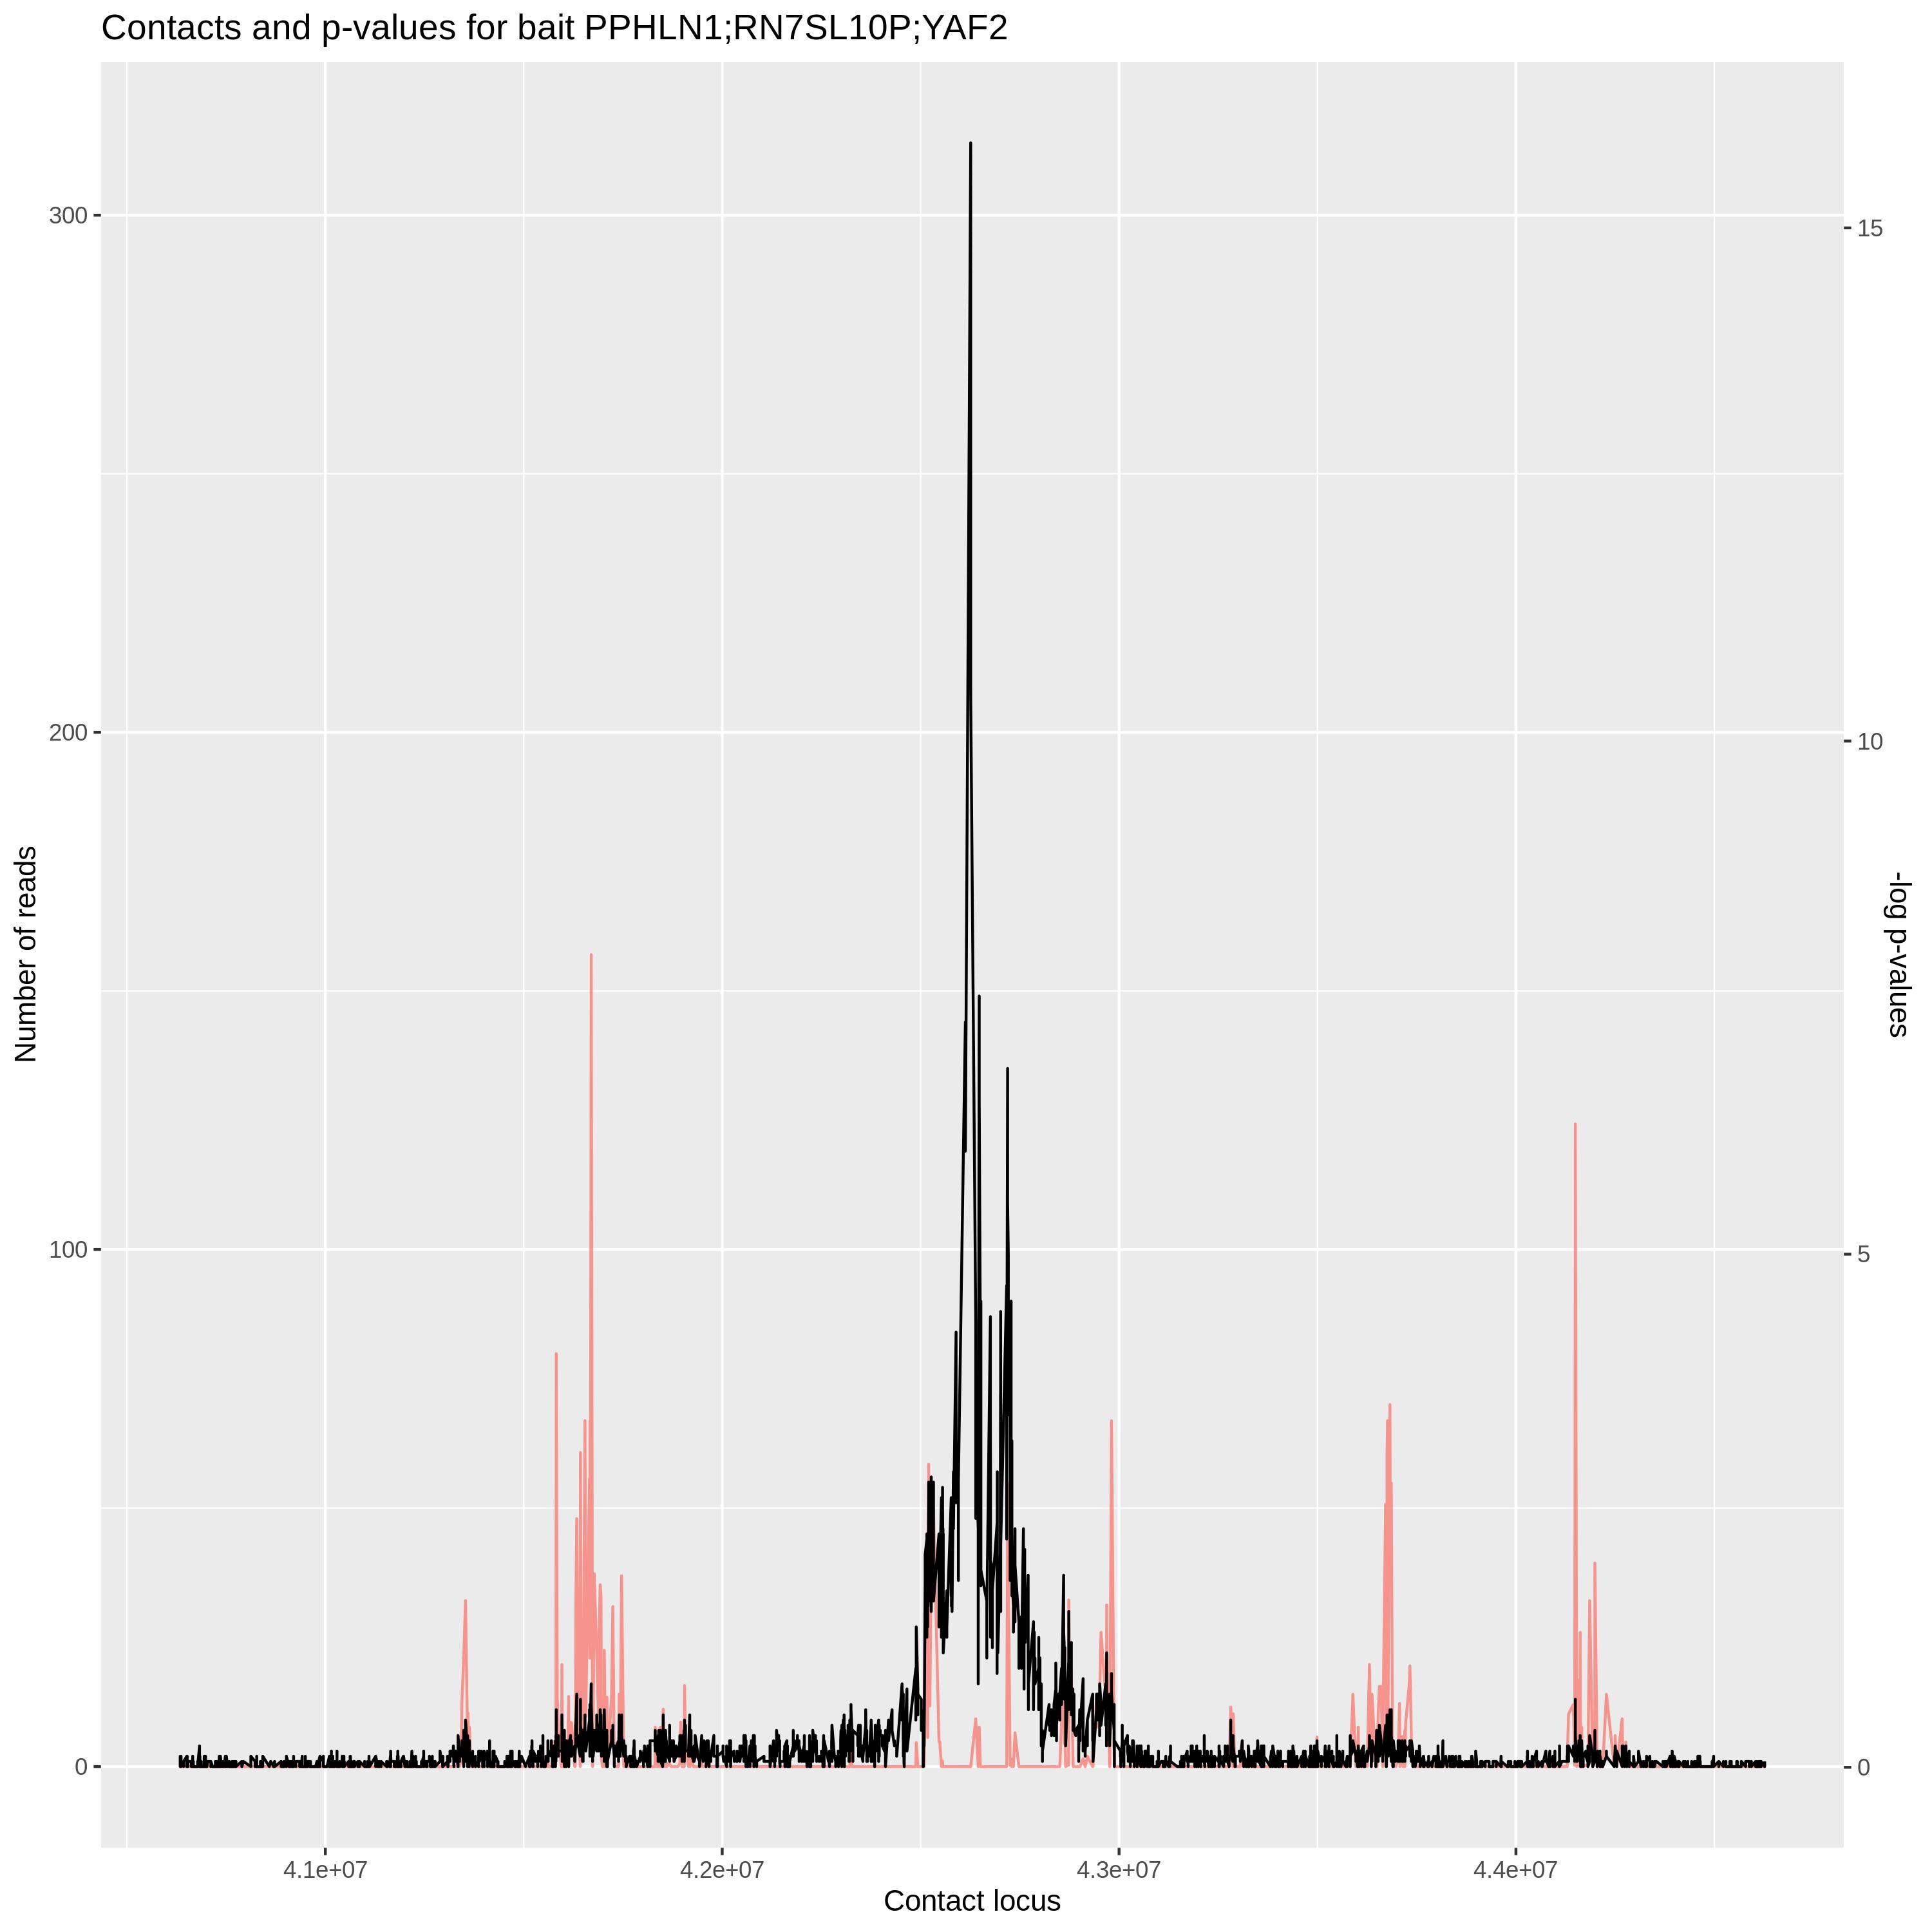 Contacts and p-values for bait PPHLN1;RN7SL10P;YAF2
300
200
100
0
Number of reads
15
10
5
0
-log p-values
4.1e+07 4.2e+07 4.3e+07 4.4e+07
Contact locus